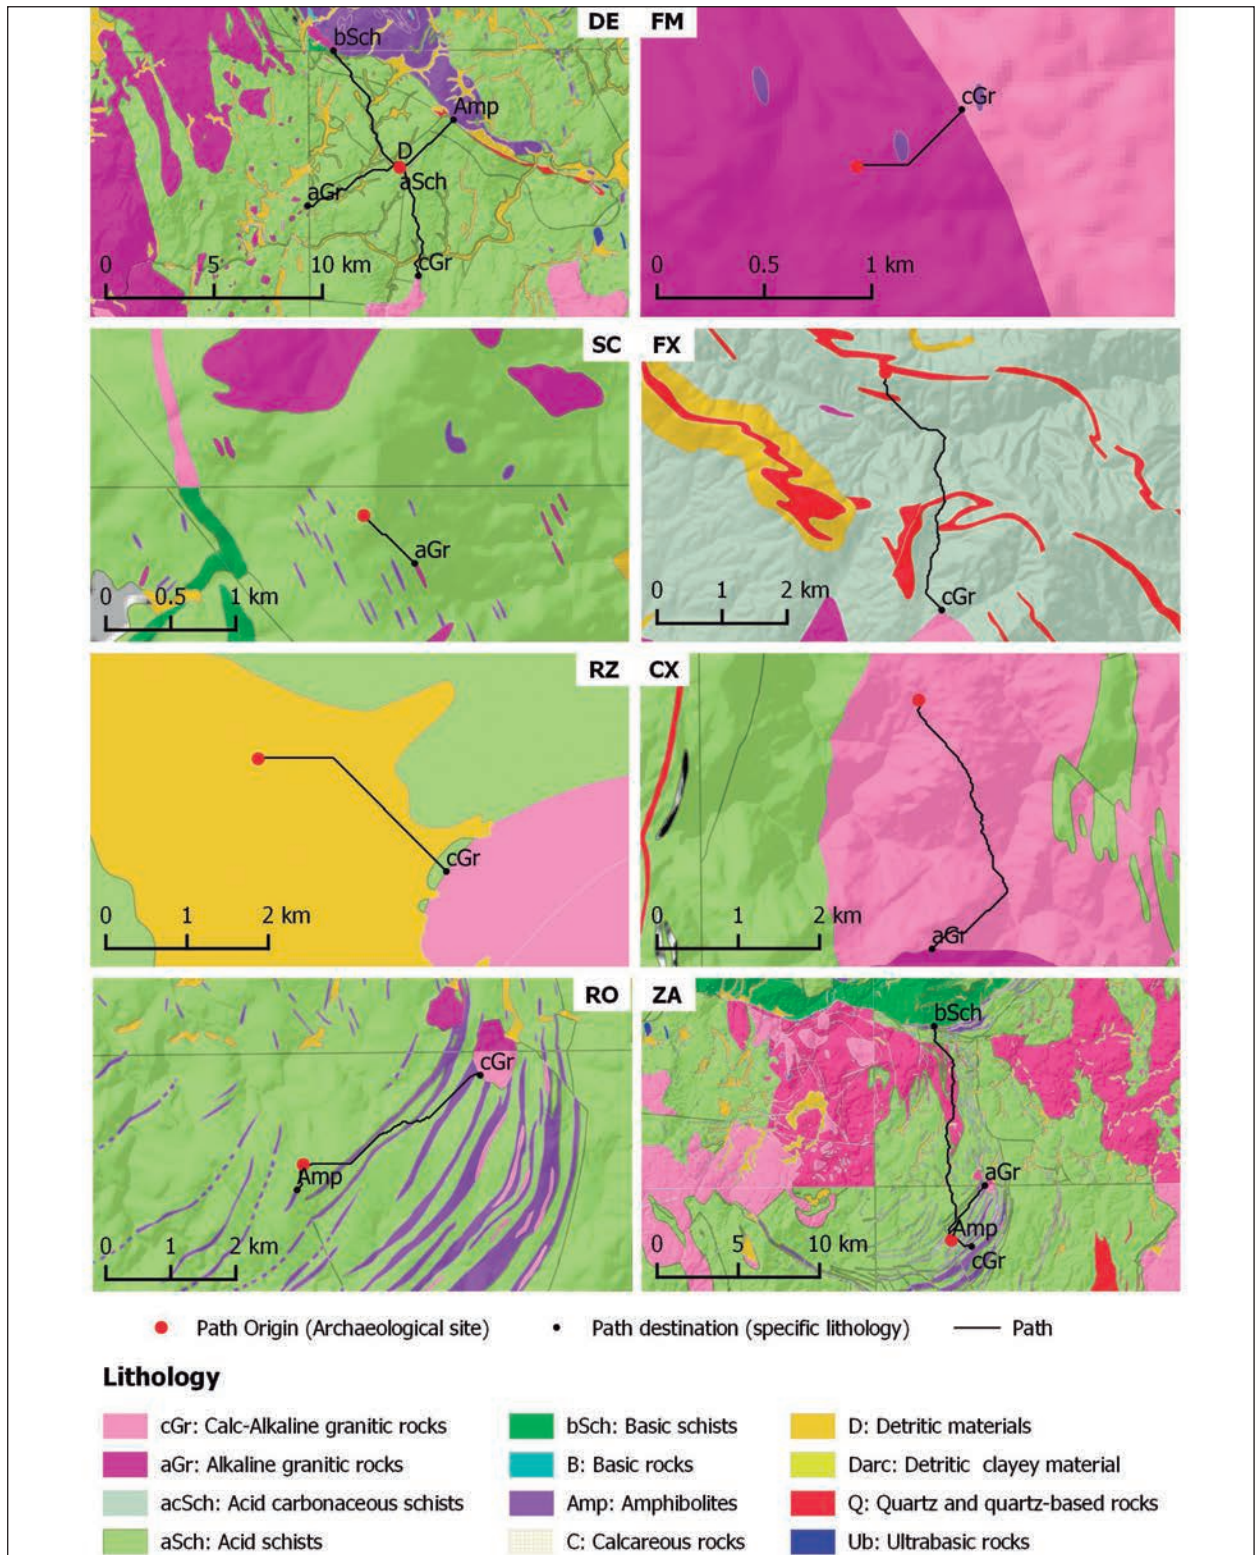 DE FM
bSch
Amp
D
aSch
aGr
cGr
0 5 10 km
cGr
0 0.5 1 km
SC FX
aGr
0 0.5 1 km
cGr
0 1 2 km
RZ CX
cGr
0 1 2 km
aGr
0 1 2 km
RO ZA
cGr
Amp
0 1 2 km
bSch
aGr
Amp
cGr
0 5 10 km
Path Origin (Archaeological site) Path destination (specific lithology) Path
Lithology
cGr: Calc-Alkaline granitic rocks bSch: Basic schists D: Detritic materials
aGr: Alkaline granitic rocks B: Basic rocks Darc: Detritic clayey material
acSch: Acid carbonaceous schists Amp: Amphibolites Q: Quartz and quartz-based rocks
aSch: Acid schists C: Calcareous rocks Ub: Ultrabasic rocks